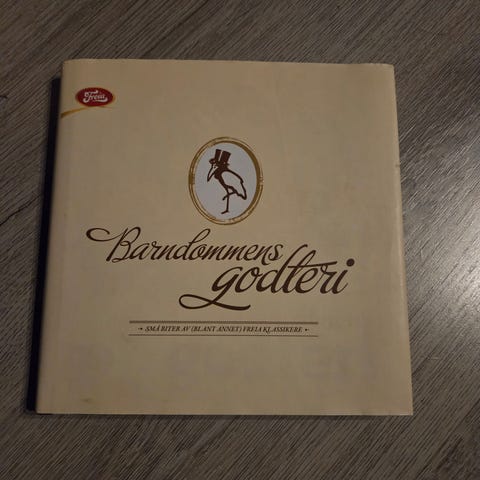 Freia
Barndommens
godteri
SMÅ BITER AV (BLANT ANNET) FREIA KLASSIKERE